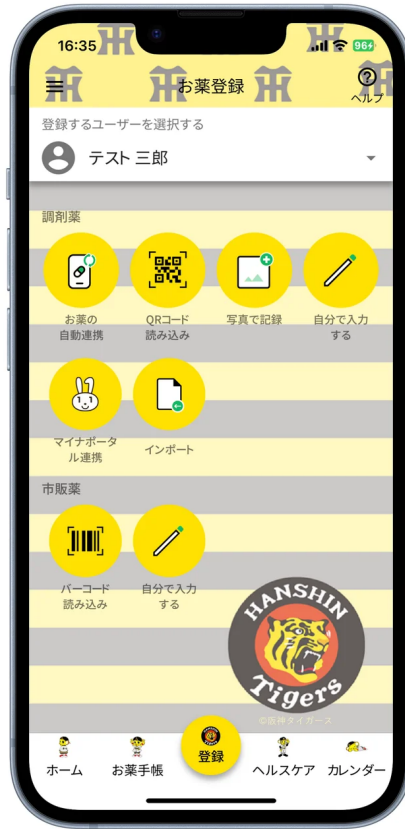 16:35
96
お薬登録
ヘルプ
登録するユーザーを選択する
テスト 三郎
調剤薬
お薬の
自動連携
QRコード
読み込み
写真で記録
自分で入力
する
マイナポータ
ル連携
インポート
市販薬
バーコード
読み込み
自分で入力
する
HANSHIN
Tigers
©阪神タイガース
ホーム
お薬手帳
登録
ヘルスケア
カレンダー